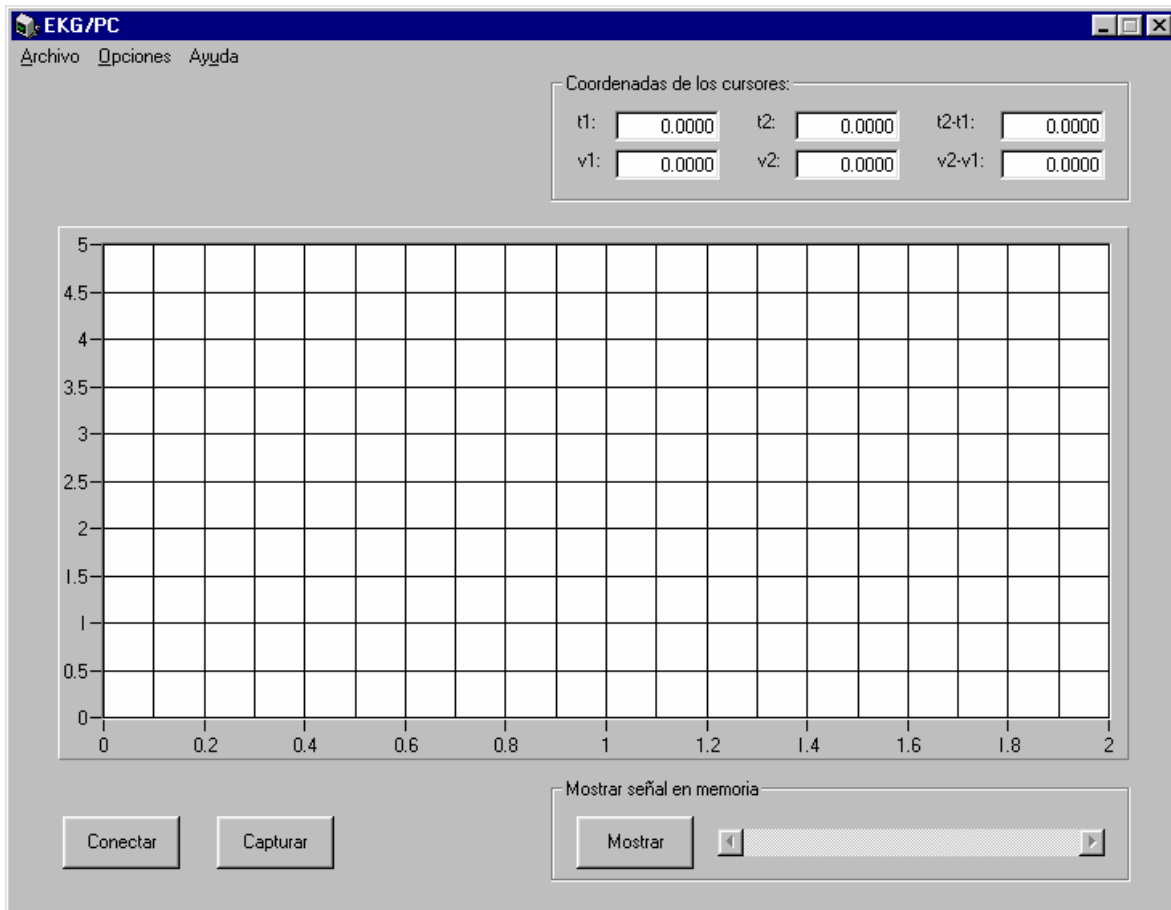 EKG/PC
Archivo Opciones Ayuda
Coordenadas de los cursores:
t1: 0.0000 t2: 0.0000 t2-t1: 0.0000
v1: 0.0000 v2: 0.0000 v2-v1: 0.0000
5
4.5
4
3.5
3
2.5
2
1.5
1
0.5
0
0 0.2 0.4 0.6 0.8 1 1.2 1.4 1.6 1.8 2
Mostrar señal en memoria
Conectar Capturar Mostrar